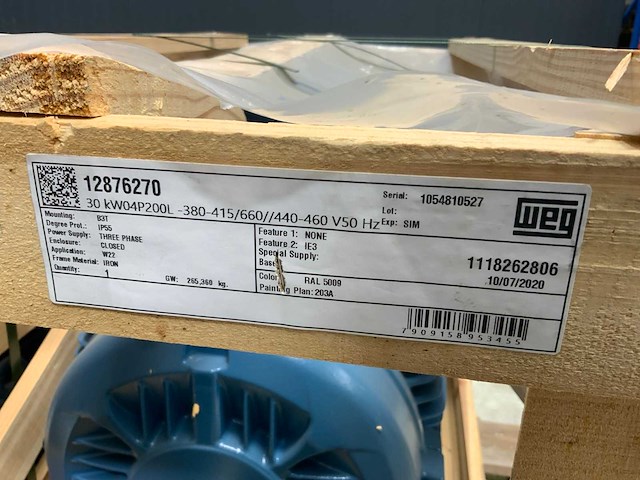 12876270
30 kW04P200L -380-415/660//440-460 V50 Hz
Serial: 1054810527
Lot:
Exp: SIM
WEG
Mounting: B3T
Degree Prot.: IP55
Power Supply: THREE PHASE
Enclosure: CLOSED
Application: W22
Frame Material: IRON
Quantity: 1
GW: 265,360 kg.
Feature 1: NONE
Feature 2: IE3
Special Supply:
Base
Color: RAL 5009
Painting Plan: 203A
1118262806
10/07/2020
7909158953455